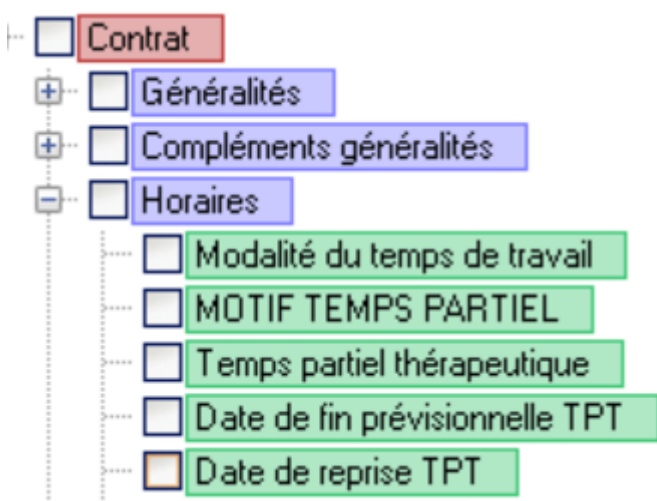 Contrat
Généralités
Compléments généralités
Horaires
Modalité du temps de travail
MOTIF TEMPS PARTIEL
Temps partiel thérapeutique
Date de fin prévisionnelle TPT
Date de reprise TPT